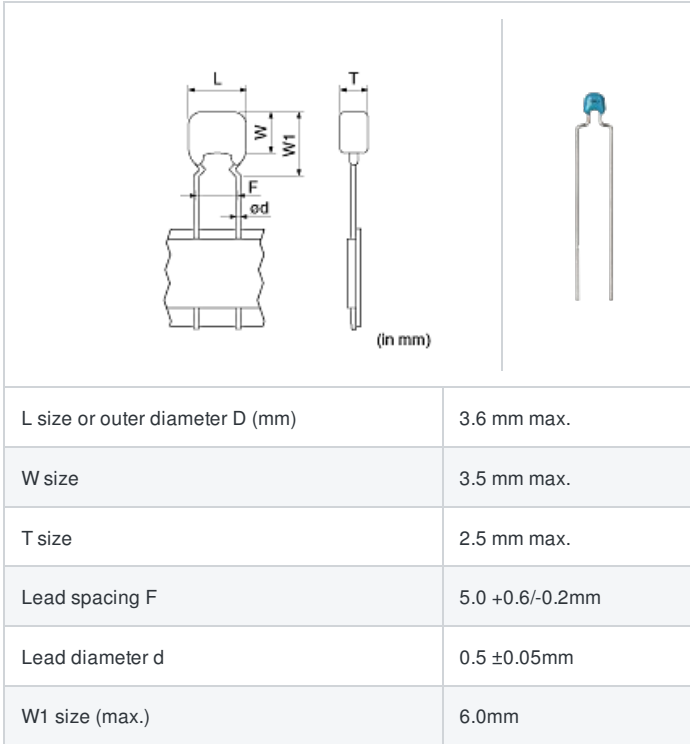 L
T
W
W1
F
ød
(in mm)
L size or outer diameter D (mm) 3.6 mm max.
W size 3.5 mm max.
T size 2.5 mm max.
Lead spacing F 5.0 +0.6/-0.2mm
Lead diameter d 0.5 ±0.05mm
W1 size (max.) 6.0mm